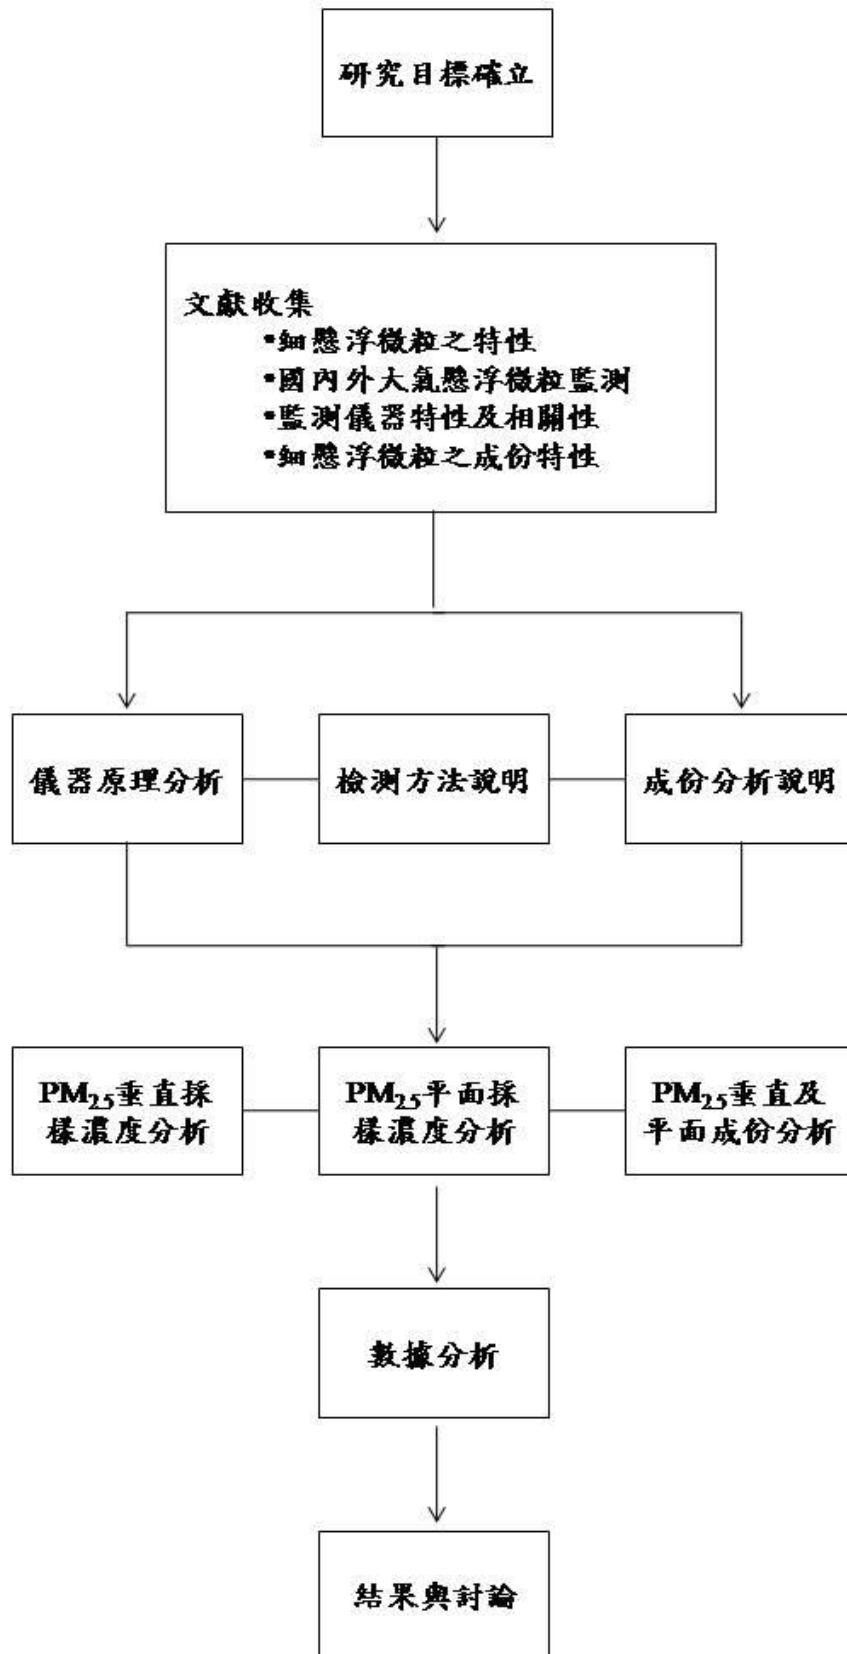 研究目標確立
文獻收集
•細懸浮微粒之特性
•國內外大氣懸浮微粒監測
•監測儀器特性及相關性
•細懸浮微粒之成份特性
儀器原理分析
檢測方法說明
成份分析說明
PM₂.₅垂直採
樣濃度分析
PM₂.₅平面採
樣濃度分析
PM₂.₅垂直及
平面成份分析
數據分析
結果與討論